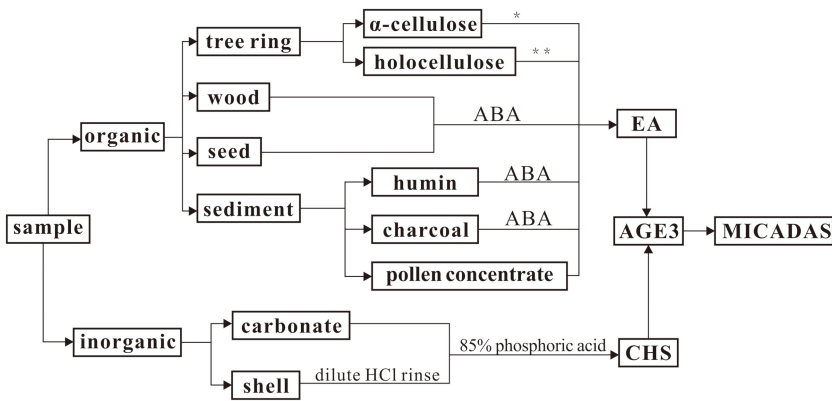 α-cellulose
*
tree ring
holocellulose
**
wood
ABA
EA
organic
seed
humin
ABA
sediment
sample
charcoal
ABA
AGE3
MICADAS
pollen concentrate
carbonate
inorganic
85% phosphoric acid
CHS
shell
dilute HCl rinse